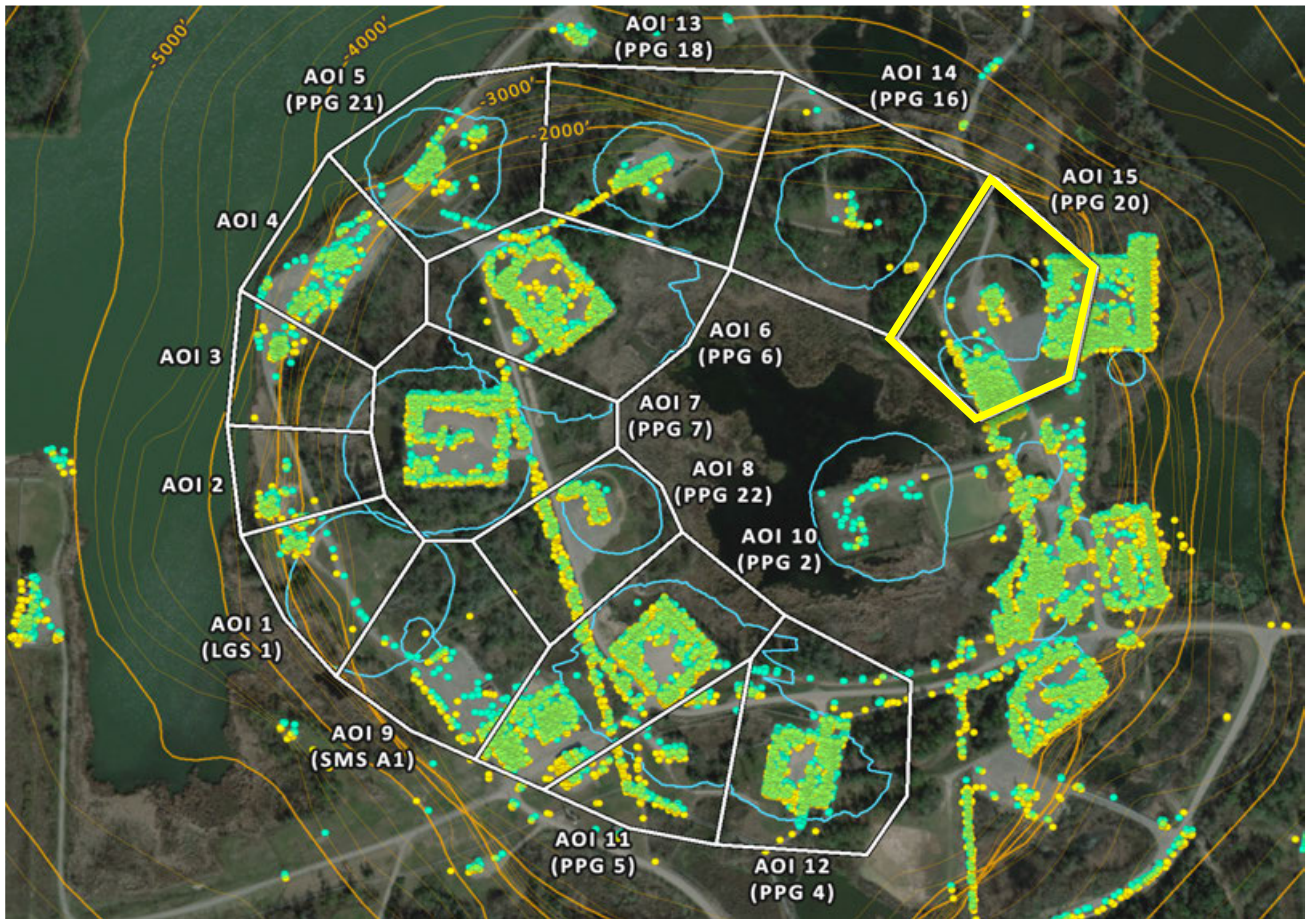 -5000'
-4000'
AOI 13
(PPG 18)
AOI 5
(PPG 21)
AOI 14
(PPG 16)
-3000'
-2000'
AOI 15
(PPG 20)
AOI 4
AOI 3
AOI 6
(PPG 6)
AOI 7
(PPG 7)
AOI 2
AOI 8
(PPG 22)
AOI 10
(PPG 2)
AOI 1
(LGS 1)
AOI 9
(SMS A1)
AOI 11
(PPG 5)
AOI 12
(PPG 4)